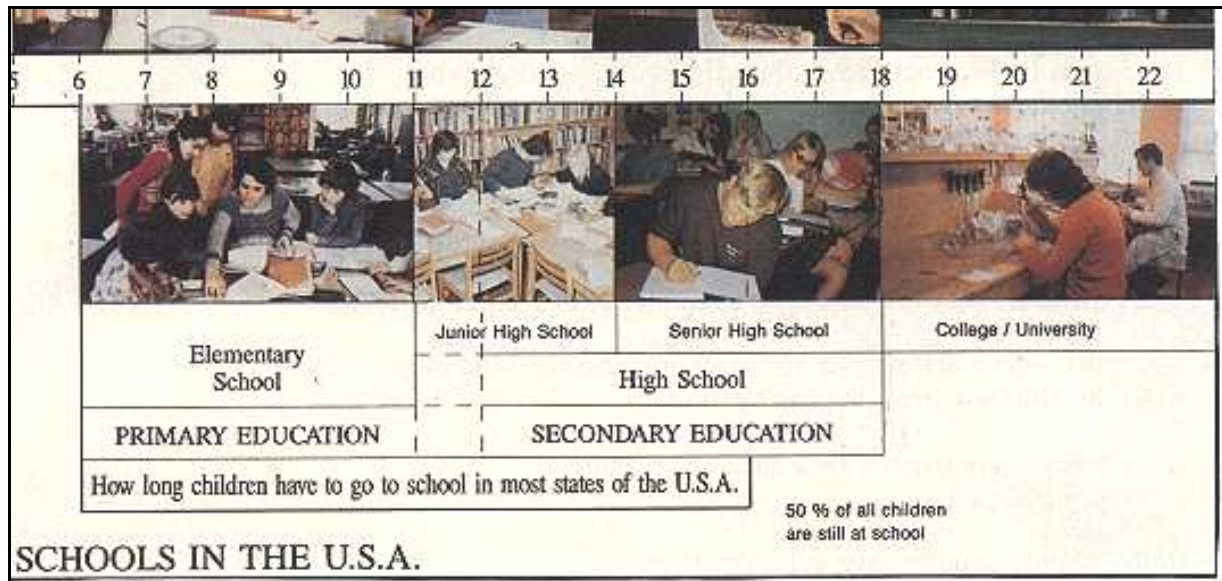 5 6 7 8 9 10 11 12 13 14 15 16 17 18 19 20 21 22
Junior High School
Senior High School
College / University
Elementary
School
High School
PRIMARY EDUCATION
SECONDARY EDUCATION
How long children have to go to school in most states of the U.S.A.
50 % of all children
are still at school
SCHOOLS IN THE U.S.A.